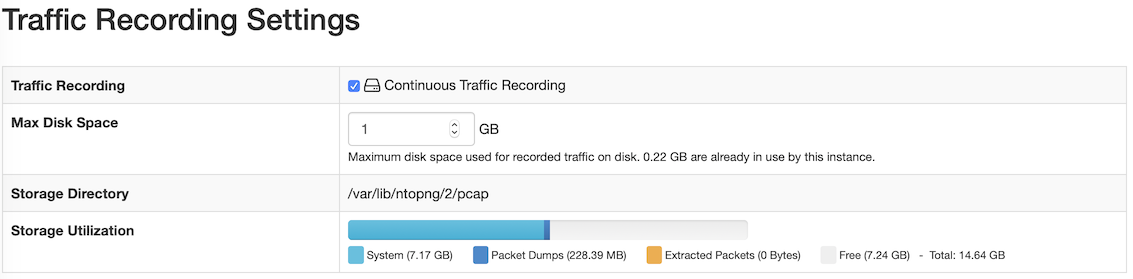 Traffic Recording Settings
Traffic Recording
Continuous Traffic Recording
Max Disk Space
1 GB
Maximum disk space used for recorded traffic on disk. 0.22 GB are already in use by this instance.
Storage Directory
/var/lib/ntopng/2/pcap
Storage Utilization
System (7.17 GB) Packet Dumps (228.39 MB) Extracted Packets (0 Bytes) Free (7.24 GB) - Total: 14.64 GB